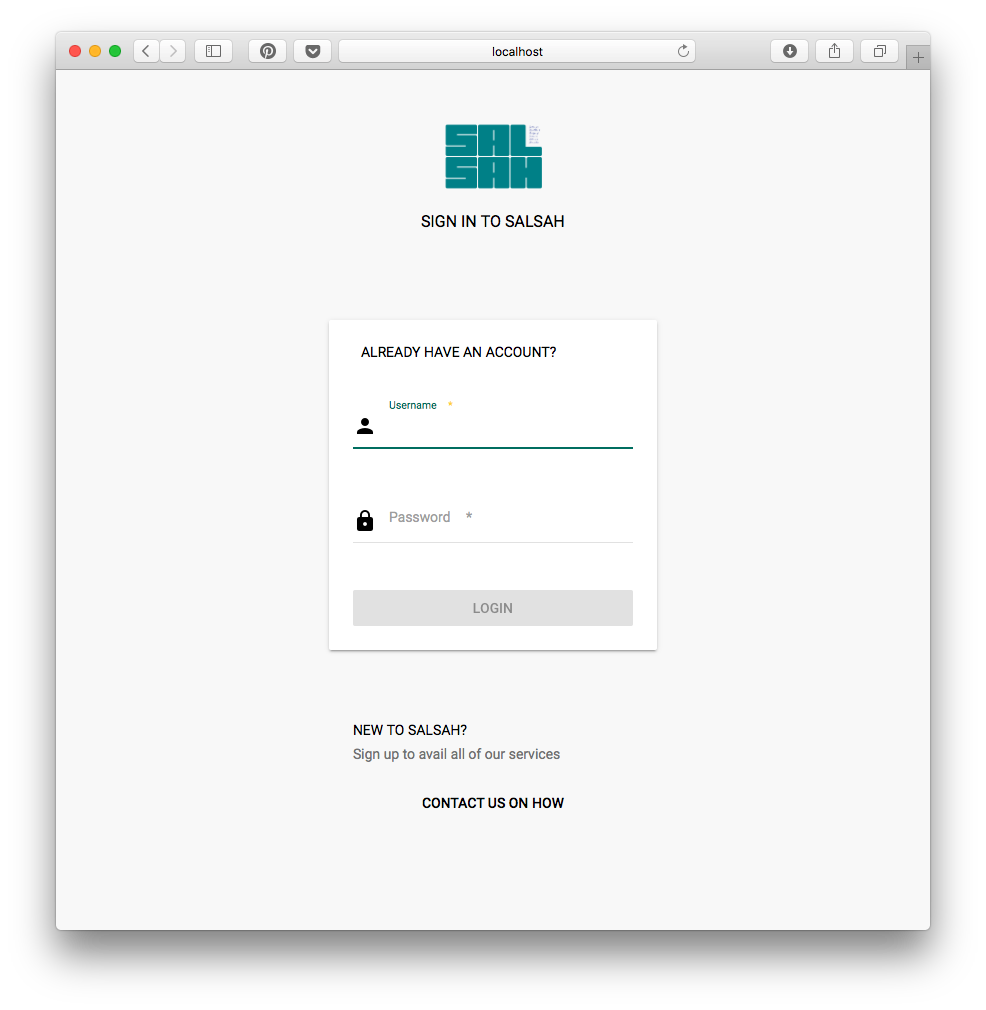 localhost
SAL
SAH
SIGN IN TO SALSAH
ALREADY HAVE AN ACCOUNT?
Username *
Password *
LOGIN
NEW TO SALSAH?
Sign up to avail all of our services
CONTACT US ON HOW